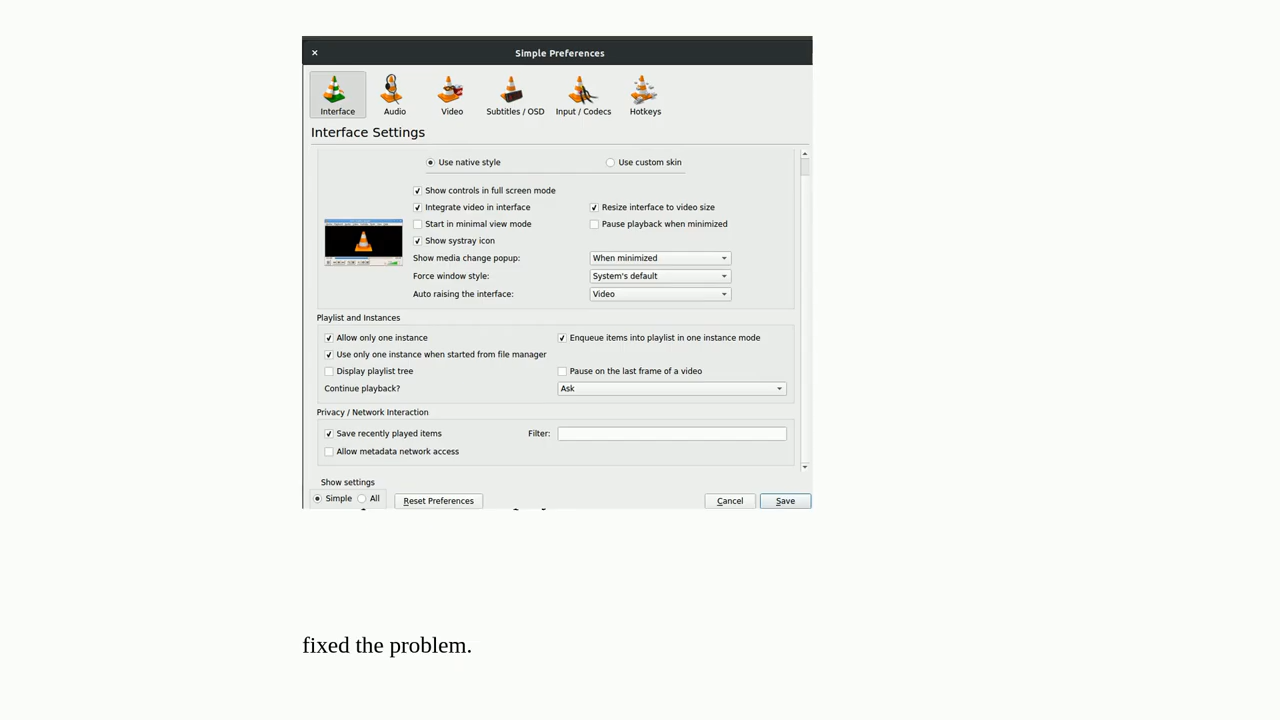 Simple Preferences
Interface Audio Video Subtitles / OSD Input / Codecs Hotkeys
Interface Settings
Use native style Use custom skin
Show controls in full screen mode
Integrate video in interface Resize interface to video size
Start in minimal view mode Pause playback when minimized
Show systray icon
Show media change popup: When minimized
Force window style: System's default
Auto raising the interface: Video
Playlist and Instances
Allow only one instance Enqueue items into playlist in one instance mode
Use only one instance when started from file manager
Display playlist tree Pause on the last frame of a video
Continue playback? Ask
Privacy / Network Interaction
Save recently played items Filter:
Allow metadata network access
Show settings
Simple All Reset Preferences Cancel Save
fixed the problem.